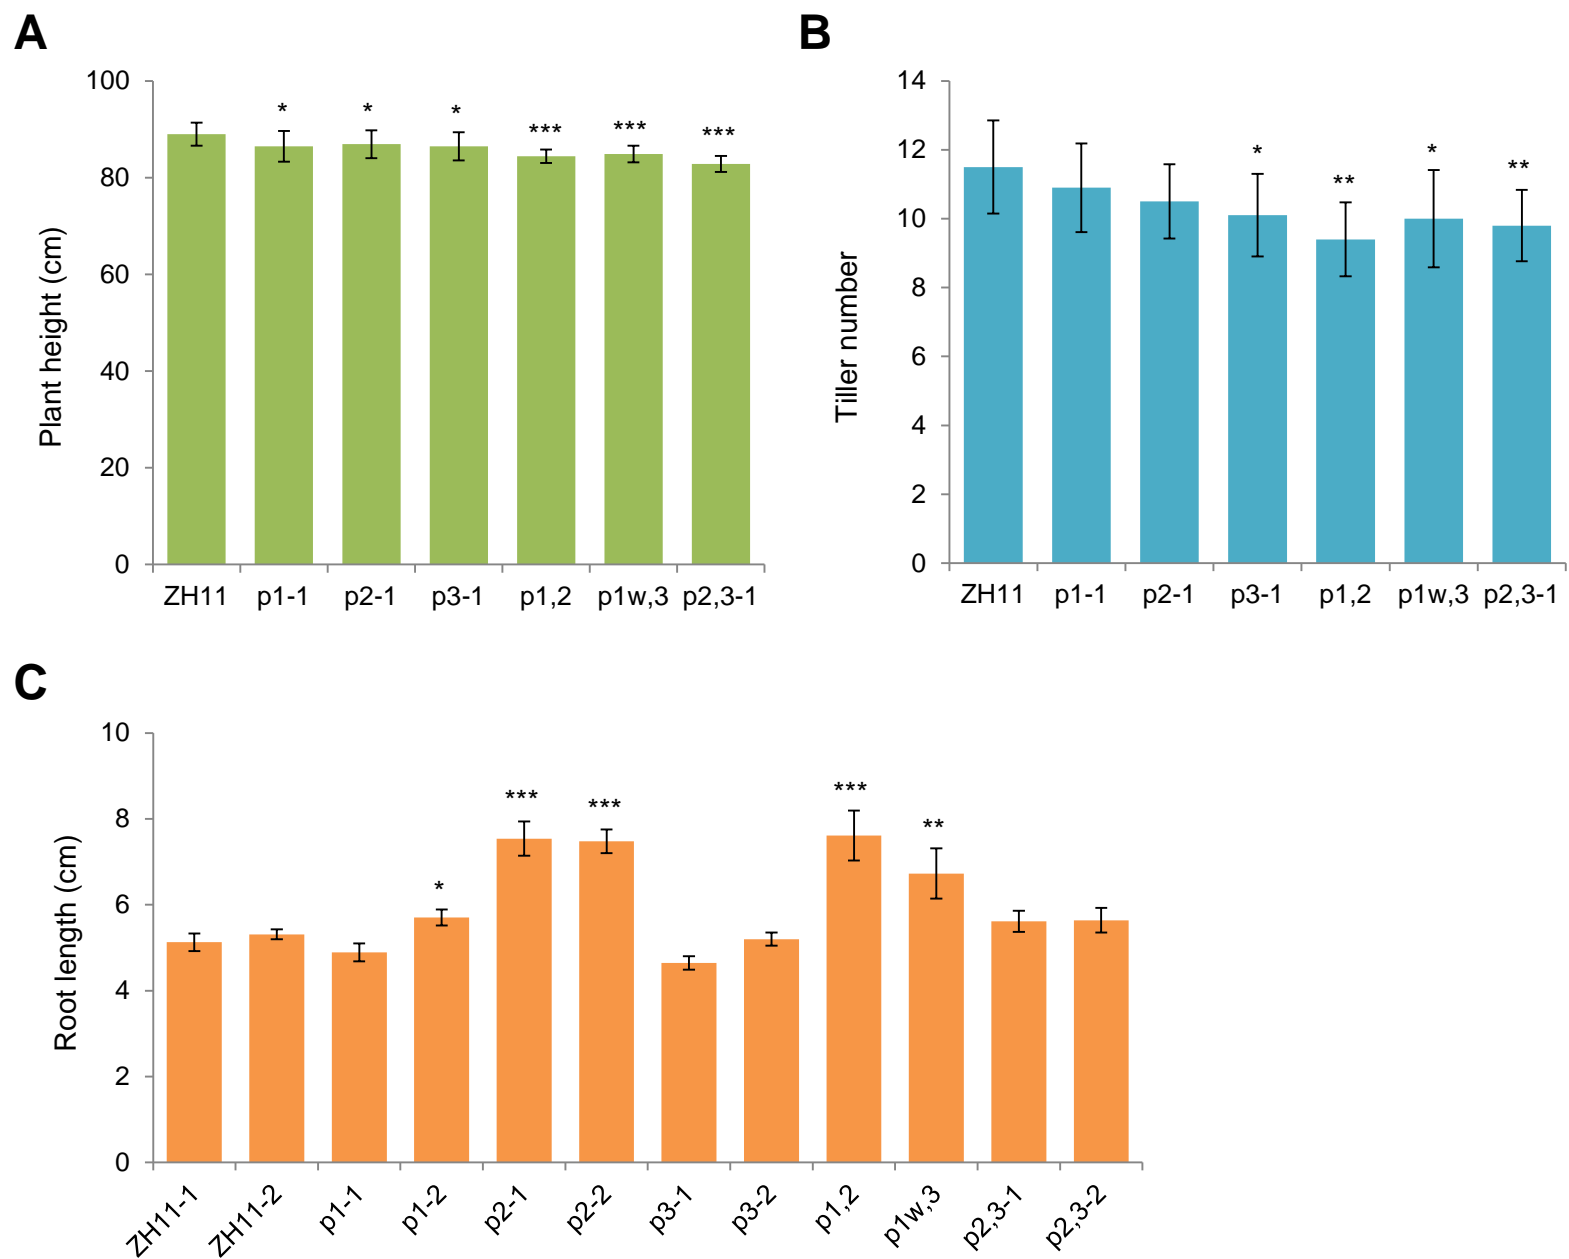 A
Plant height (cm)
100
80
60
40
20
0
* * * *** *** ***
ZH11 p1-1 p2-1 p3-1 p1,2 p1w,3 p2,3-1
B
Tiller number
14
12
10
8
6
4
2
0
* ** * **
ZH11 p1-1 p2-1 p3-1 p1,2 p1w,3 p2,3-1
C
Root length (cm)
10
8
6
4
2
0
* *** *** *** **
ZH11-1 ZH11-2 p1-1 p1-2 p2-1 p2-2 p3-1 p3-2 p1,2 p1w,3 p2,3-1 p2,3-2